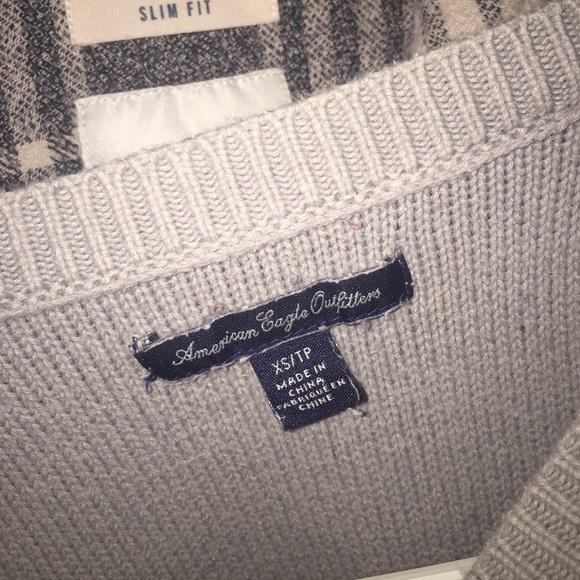 SLIM FIT
American Eagle Outfitters
XS/TP
MADE IN
CHINA
FABRIQUÉ EN
CHINE